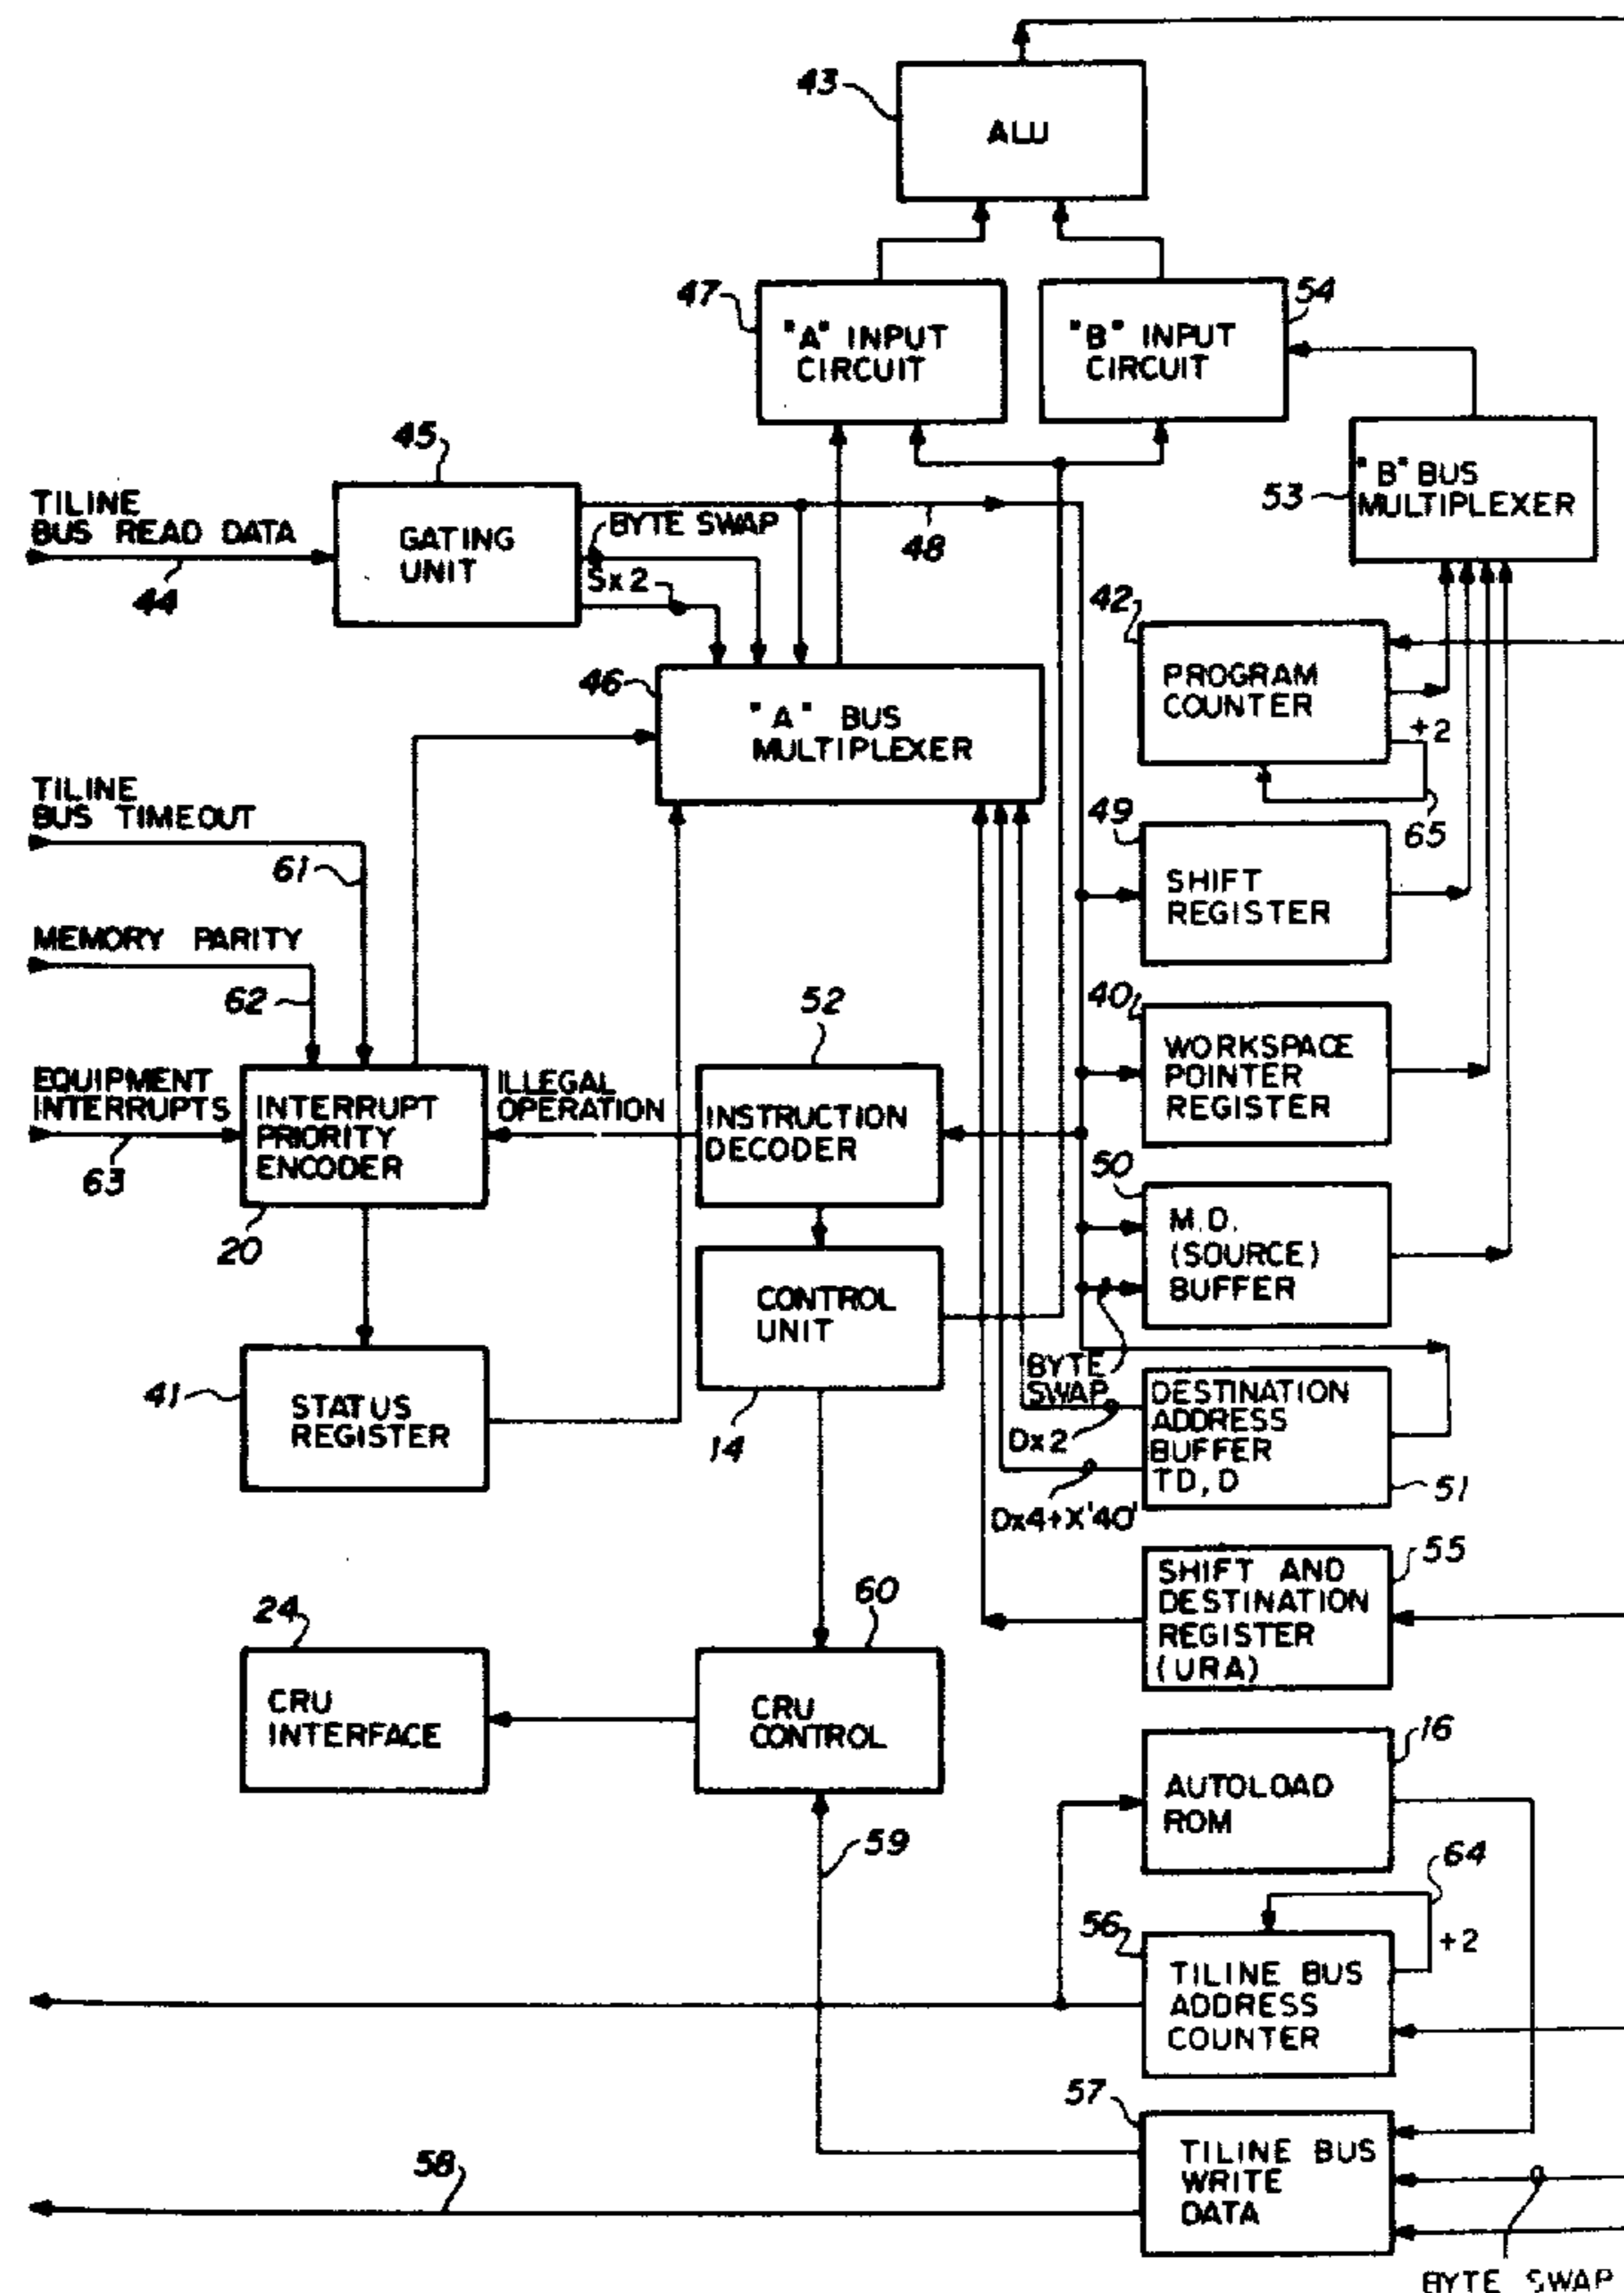 43
ALU
47
"A" INPUT
CIRCUIT
"B" INPUT
CIRCUIT
54
45
TILINE
BUS READ DATA
44
GATING
UNIT
BYTE SWAP
Sx2
48
53
"B" BUS
MULTIPLEXER
42
PROGRAM
COUNTER
+2
65
46
"A" BUS
MULTIPLEXER
TILINE
BUS TIMEOUT
61
49
SHIFT
REGISTER
MEMORY PARITY
62
52
40
WORKSPACE
POINTER
REGISTER
EQUIPMENT
INTERRUPTS
63
INTERRUPT
PRIORITY
ENCODER
20
ILLEGAL
OPERATION
INSTRUCTION
DECODER
50
M.D.
(SOURCE)
BUFFER
CONTROL
UNIT
14
BYTE
SWAP
41
STATUS
REGISTER
Dx2
Dx4+X'40'
DESTINATION
ADDRESS
BUFFER
TD, D
51
55
SHIFT AND
DESTINATION
REGISTER
(URA)
24
CRU
INTERFACE
60
CRU
CONTROL
16
AUTOLOAD
ROM
59
64
+2
56
TILINE BUS
ADDRESS
COUNTER
57
TILINE BUS
WRITE
DATA
58
BYTE SWAP